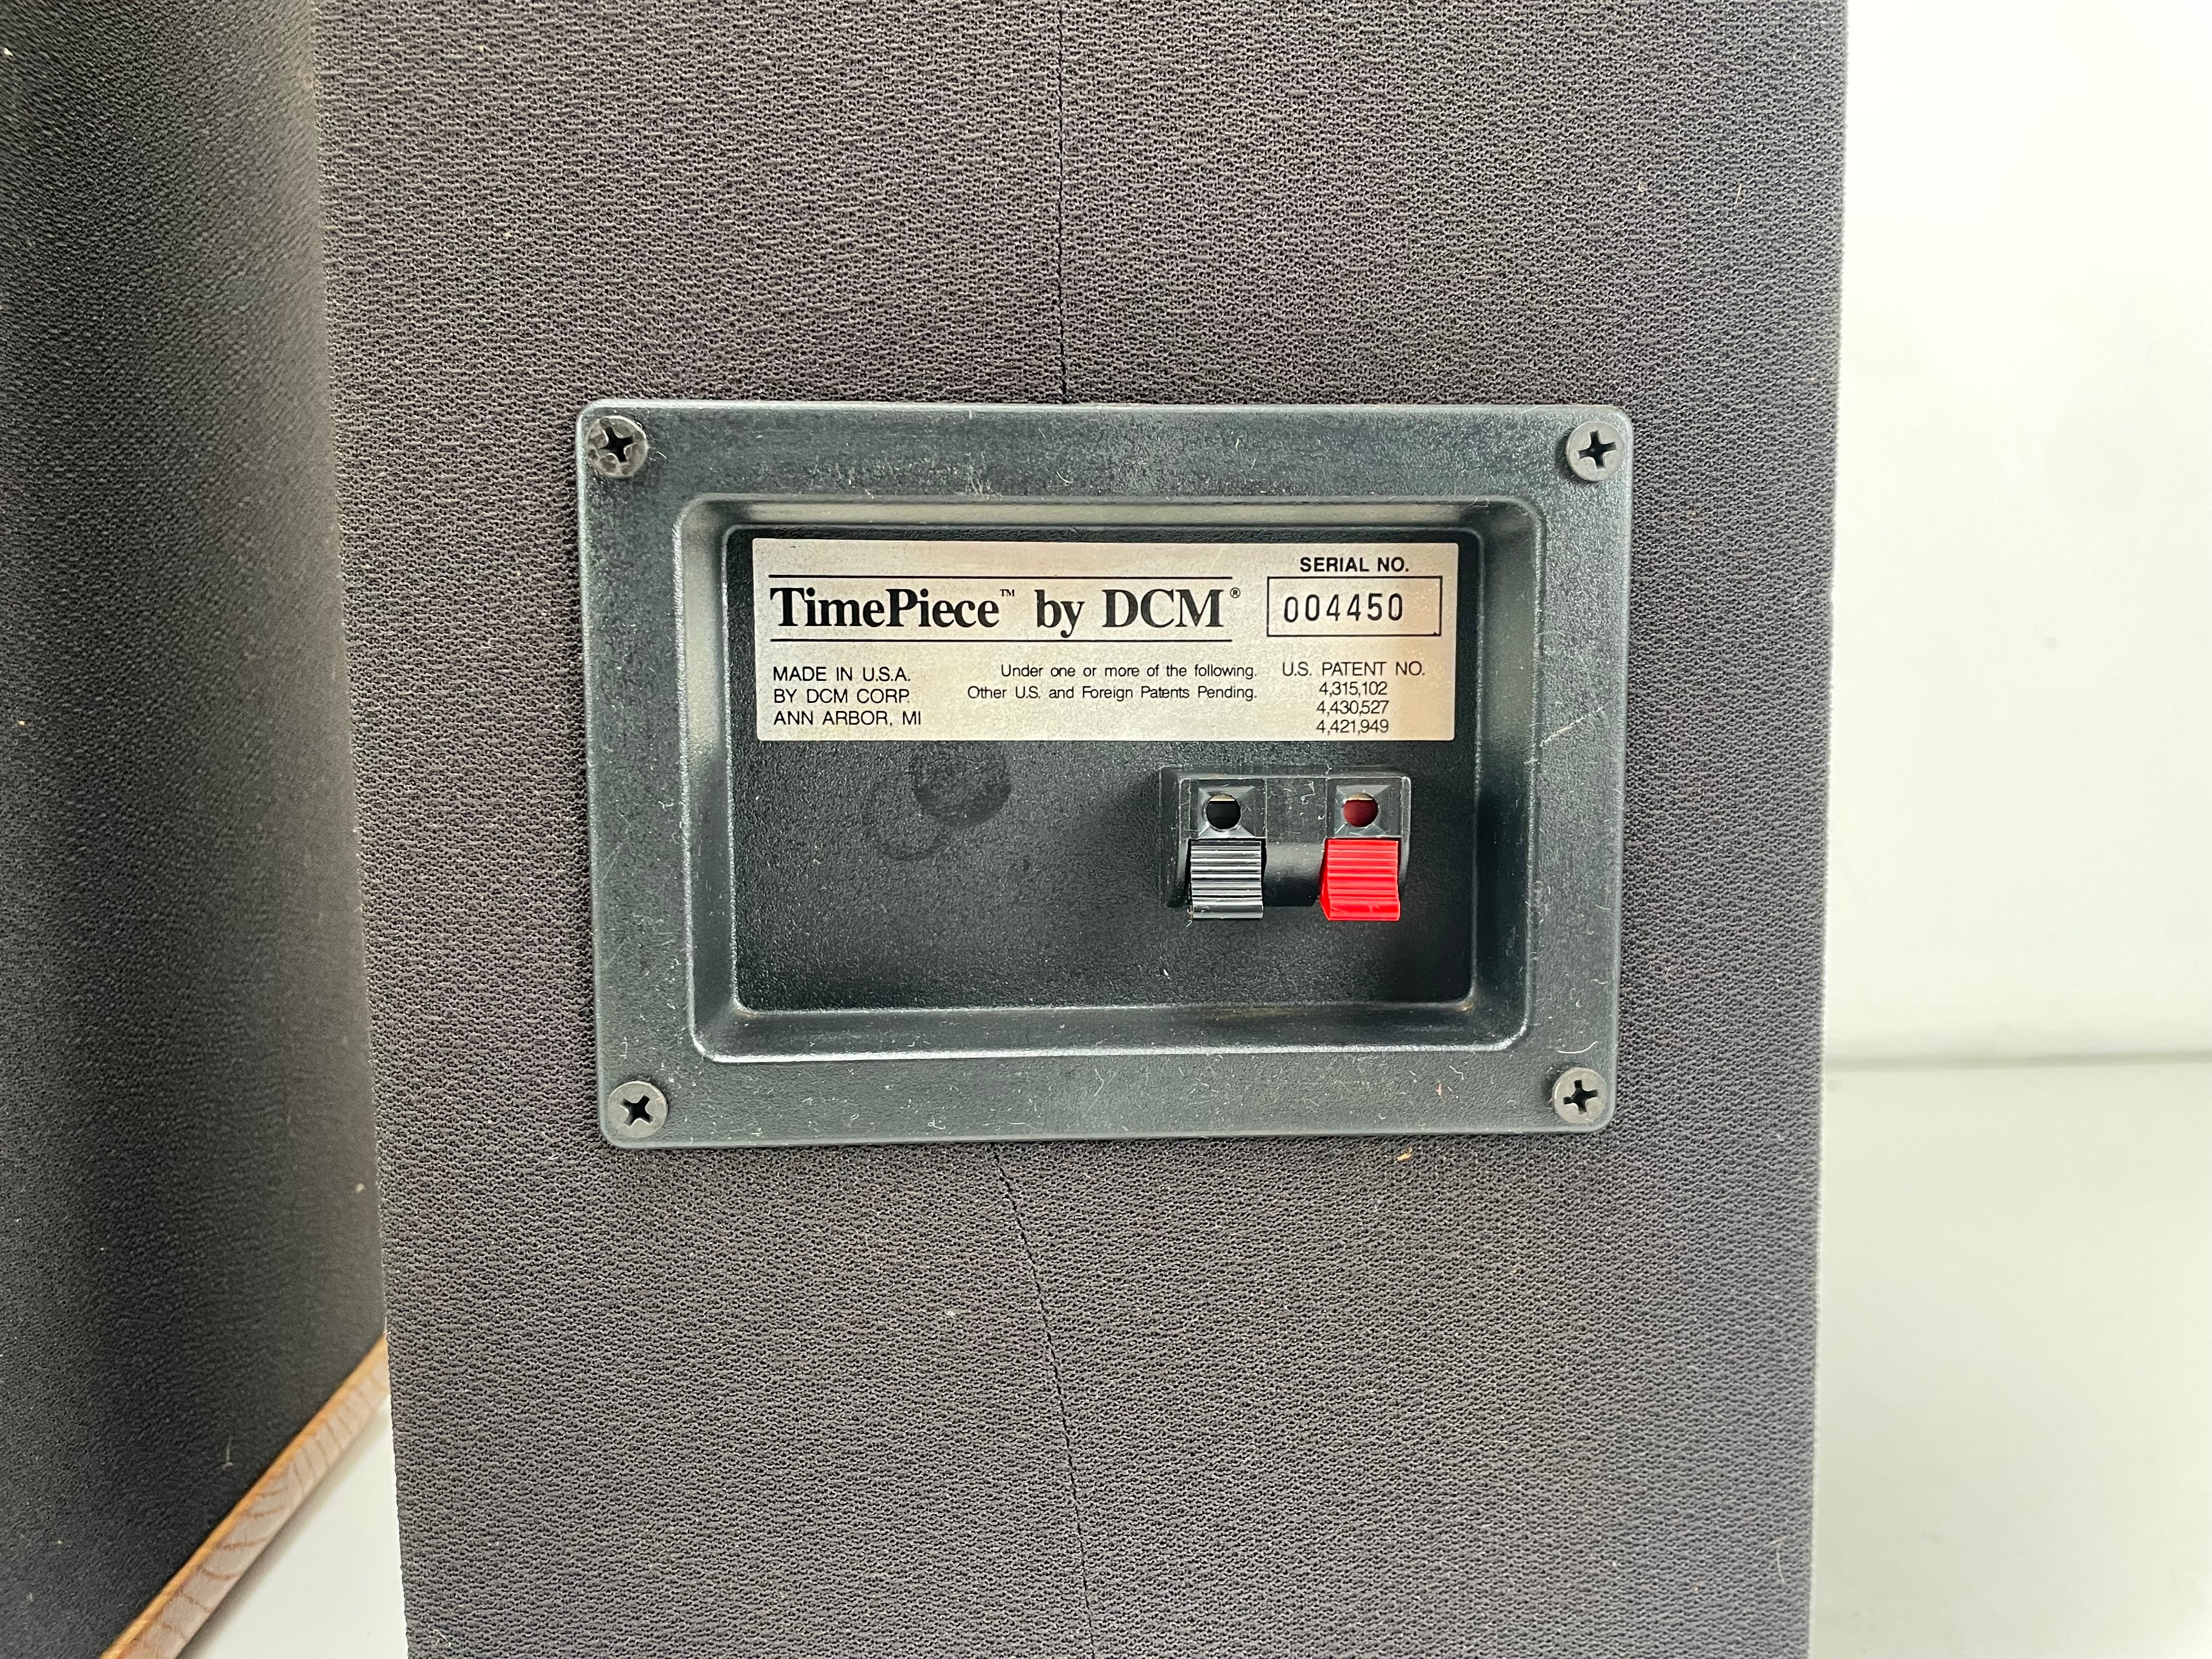 TimePiece™ by DCM®
SERIAL NO.
004450
MADE IN U.S.A.
BY DCM CORP.
ANN ARBOR, MI
Under one or more of the following.
Other U.S. and Foreign Patents Pending.
U.S. PATENT NO.
4,315,102
4,430,527
4,421,949